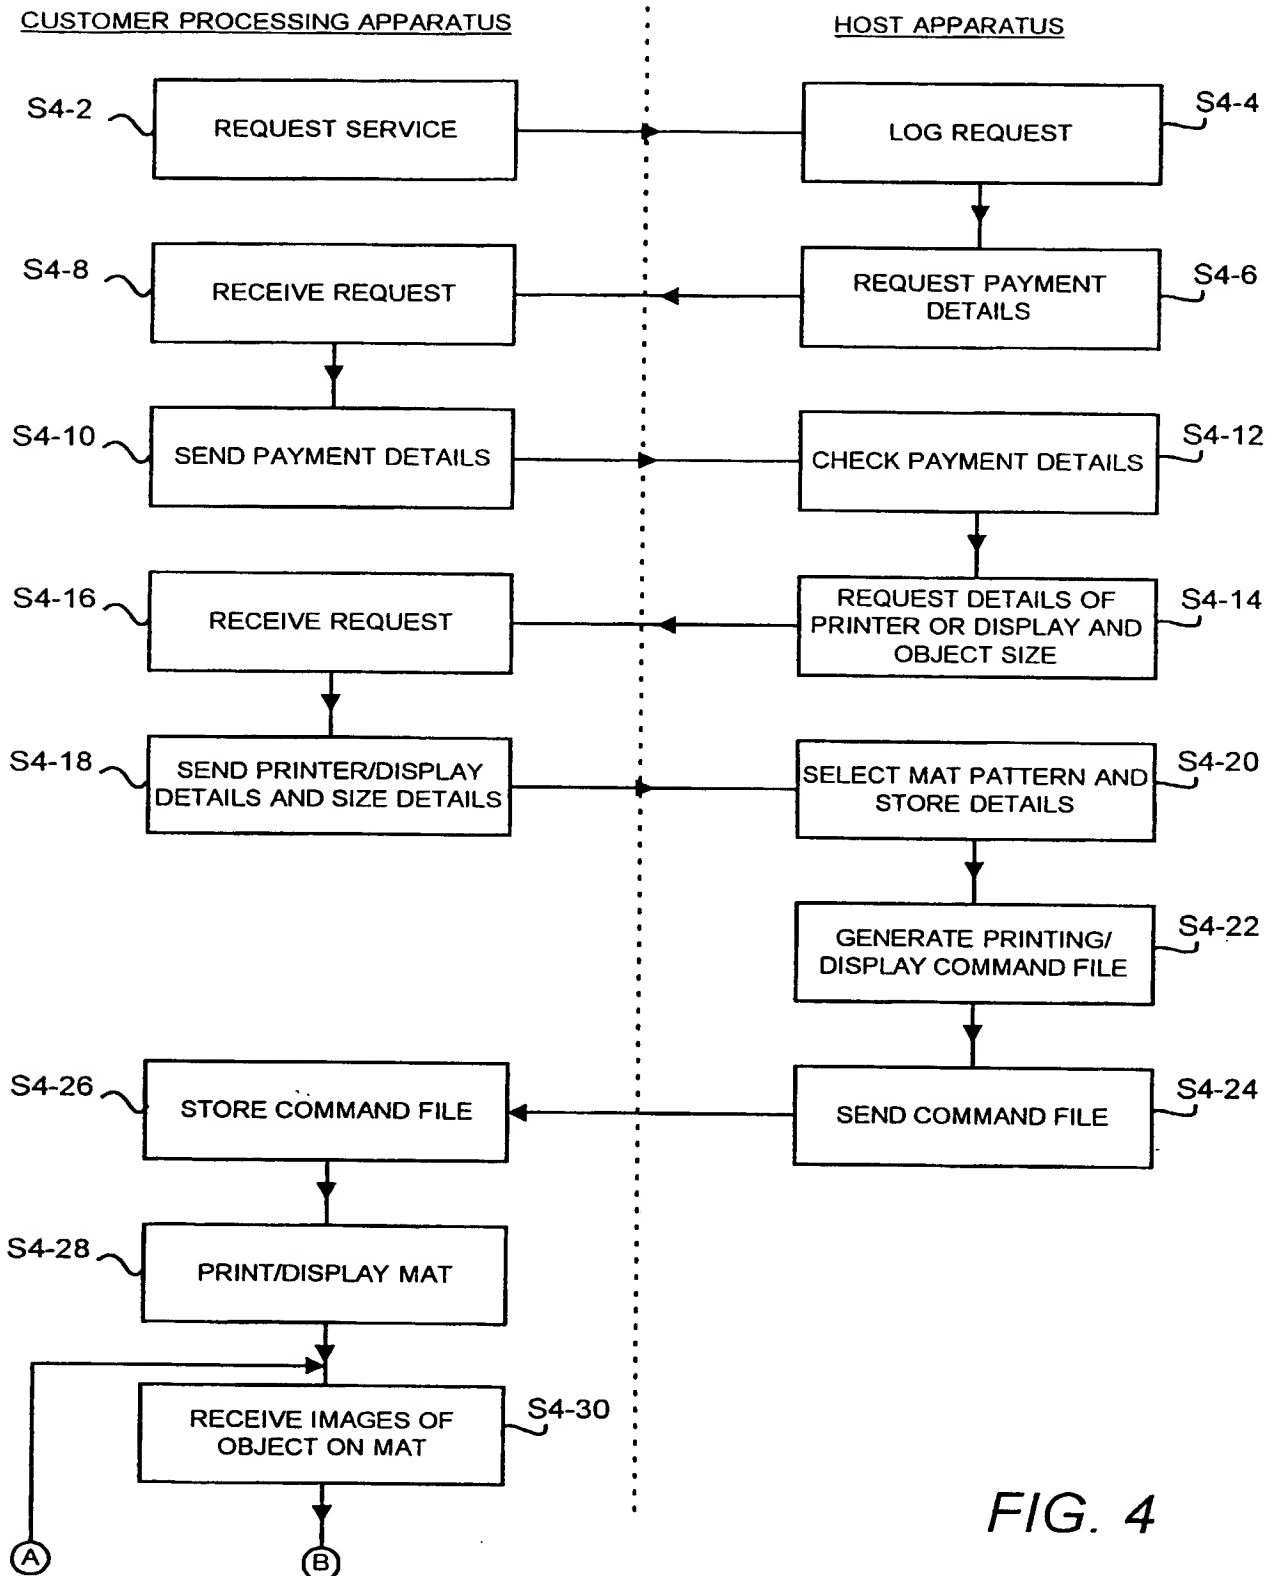 CUSTOMER PROCESSING APPARATUS
HOST APPARATUS
S4-2
REQUEST SERVICE
LOG REQUEST
S4-4
S4-8
RECEIVE REQUEST
REQUEST PAYMENT
DETAILS
S4-6
S4-10
SEND PAYMENT DETAILS
CHECK PAYMENT DETAILS
S4-12
S4-16
RECEIVE REQUEST
REQUEST DETAILS OF
PRINTER OR DISPLAY AND
OBJECT SIZE
S4-14
S4-18
SEND PRINTER/DISPLAY
DETAILS AND SIZE DETAILS
SELECT MAT PATTERN AND
STORE DETAILS
S4-20
GENERATE PRINTING/
DISPLAY COMMAND FILE
S4-22
S4-26
STORE COMMAND FILE
SEND COMMAND FILE
S4-24
S4-28
PRINT/DISPLAY MAT
RECEIVE IMAGES OF
OBJECT ON MAT
S4-30
A
B
FIG. 4